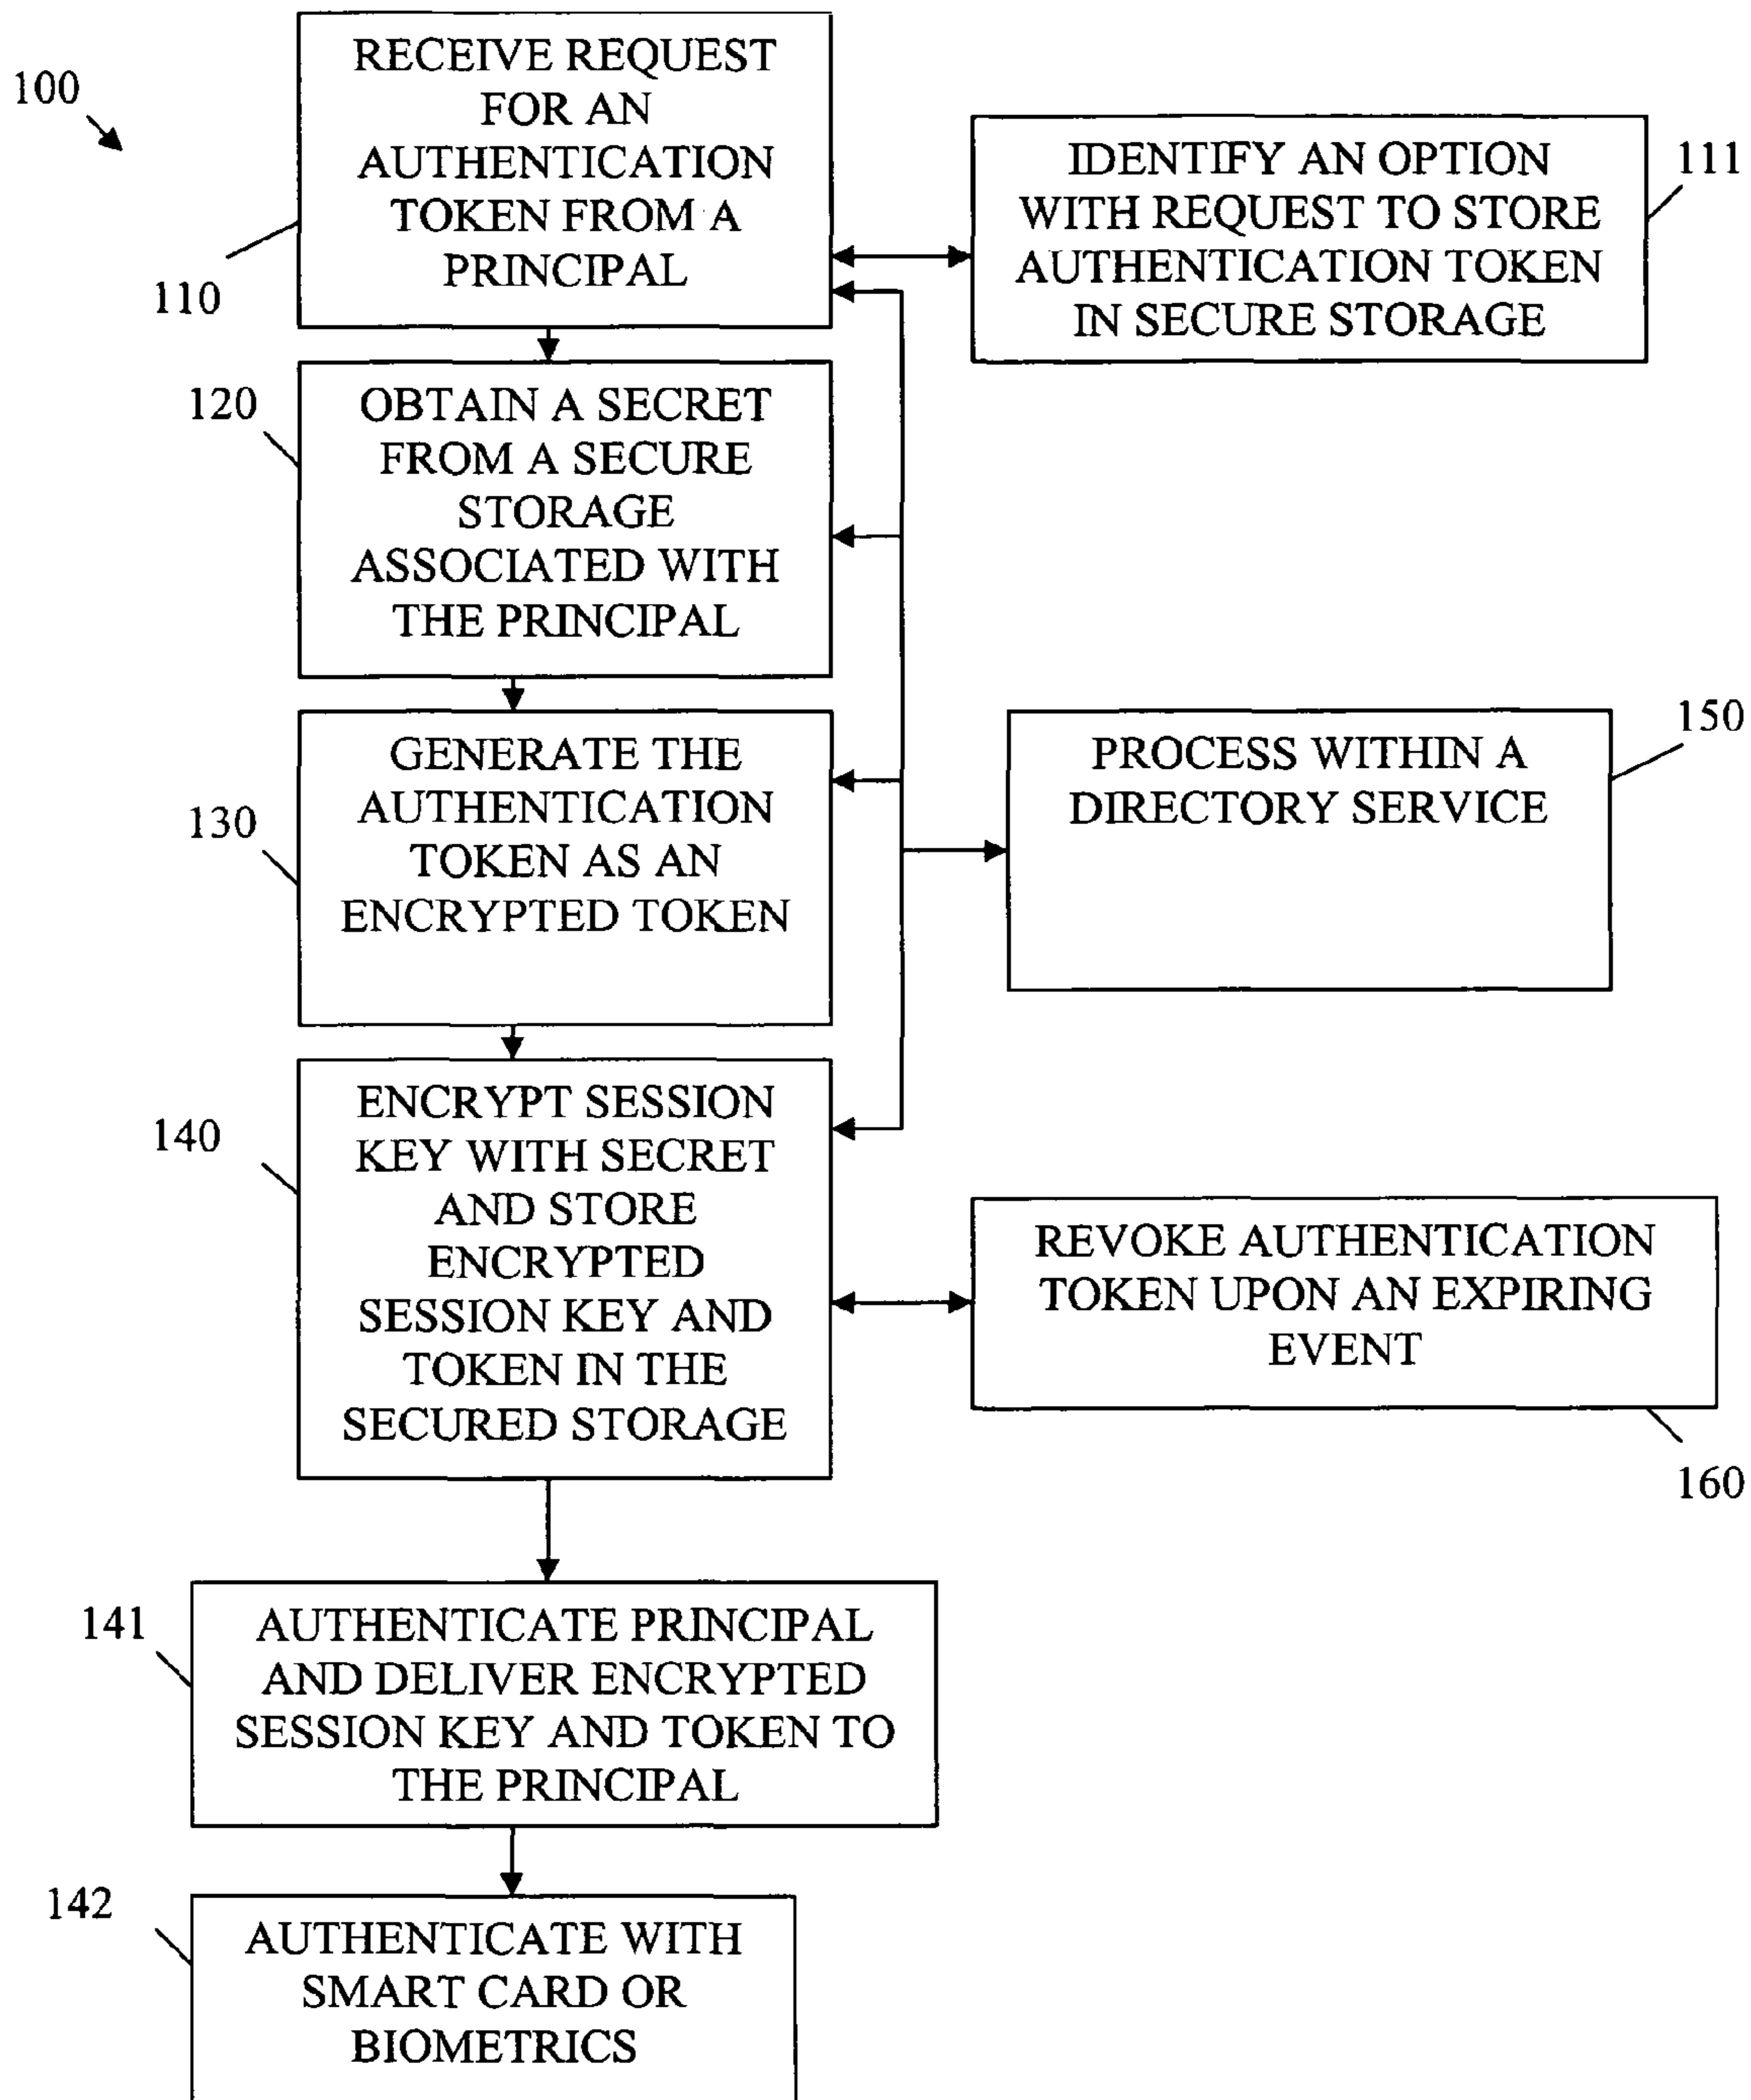 100
RECEIVE REQUEST
FOR AN
AUTHENTICATION
TOKEN FROM A
PRINCIPAL
110
IDENTIFY AN OPTION
WITH REQUEST TO STORE
AUTHENTICATION TOKEN
IN SECURE STORAGE
111
120
OBTAIN A SECRET
FROM A SECURE
STORAGE
ASSOCIATED WITH
THE PRINCIPAL
130
GENERATE THE
AUTHENTICATION
TOKEN AS AN
ENCRYPTED TOKEN
PROCESS WITHIN A
DIRECTORY SERVICE
150
140
ENCRYPT SESSION
KEY WITH SECRET
AND STORE
ENCRYPTED
SESSION KEY AND
TOKEN IN THE
SECURED STORAGE
REVOKE AUTHENTICATION
TOKEN UPON AN EXPIRING
EVENT
160
141
AUTHENTICATE PRINCIPAL
AND DELIVER ENCRYPTED
SESSION KEY AND TOKEN TO
THE PRINCIPAL
142
AUTHENTICATE WITH
SMART CARD OR
BIOMETRICS